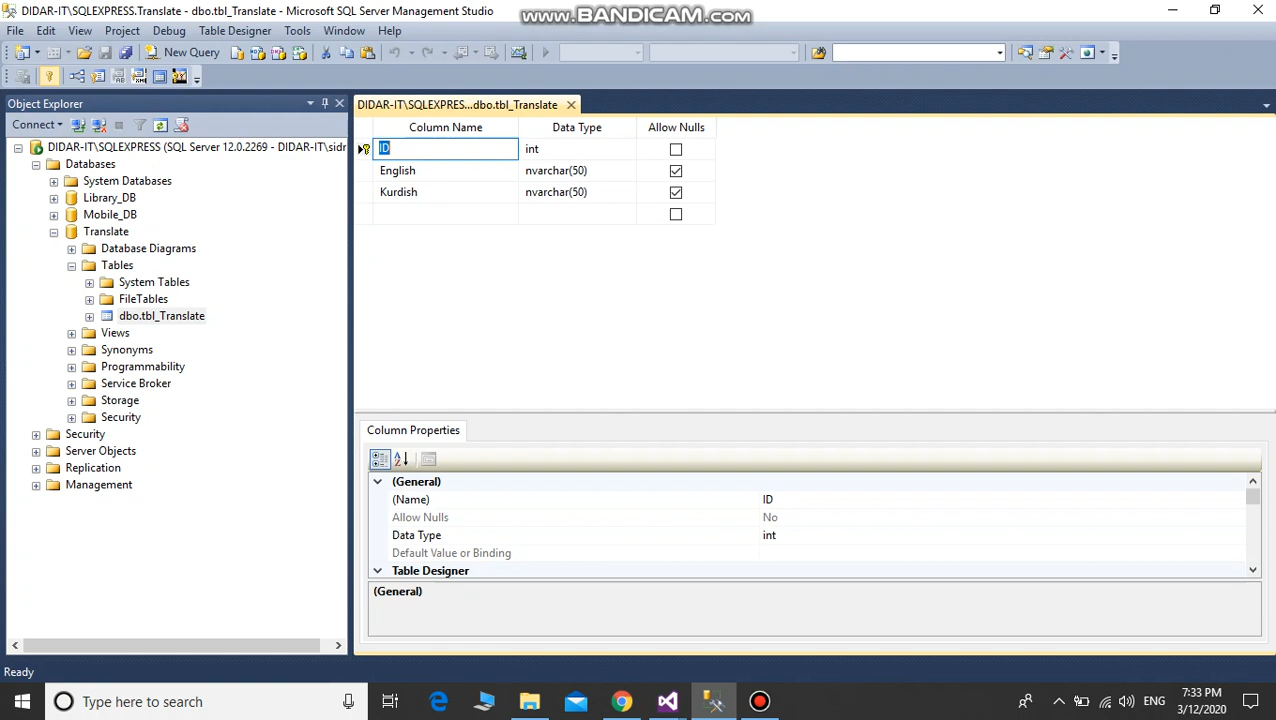 DIDAR-IT\SQLEXPRESS.Translate - dbo.tbl_Translate - Microsoft SQL Server Management Studio
www.BANDICAM.com
File Edit View Project Debug Table Designer Tools Window Help
New Query
Object Explorer
DIDAR-IT\SQLEXPRES...dbo.tbl_Translate
Connect
Column Name Data Type Allow Nulls
DIDAR-IT\SQLEXPRESS (SQL Server 12.0.2269 - DIDAR-IT\sidr
ID int
Databases
English nvarchar(50)
System Databases
Kurdish nvarchar(50)
Library_DB
Mobile_DB
Translate
Database Diagrams
Tables
System Tables
FileTables
dbo.tbl_Translate
Views
Synonyms
Programmability
Service Broker
Storage
Security
Security
Server Objects
Replication
Management
Column Properties
(General)
(Name) ID
Allow Nulls No
Data Type int
Default Value or Binding
Table Designer
(General)
Ready
Type here to search
ENG
7:33 PM
3/12/2020